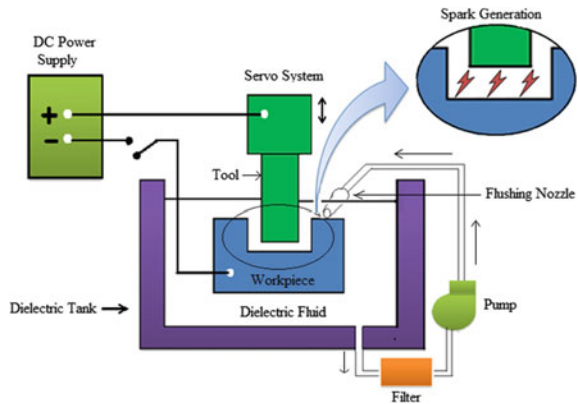 Spark Generation
DC Power
Supply
Servo System
+
−
Tool
Flushing Nozzle
Workpiece
Dielectric Tank
Dielectric Fluid
Pump
Filter